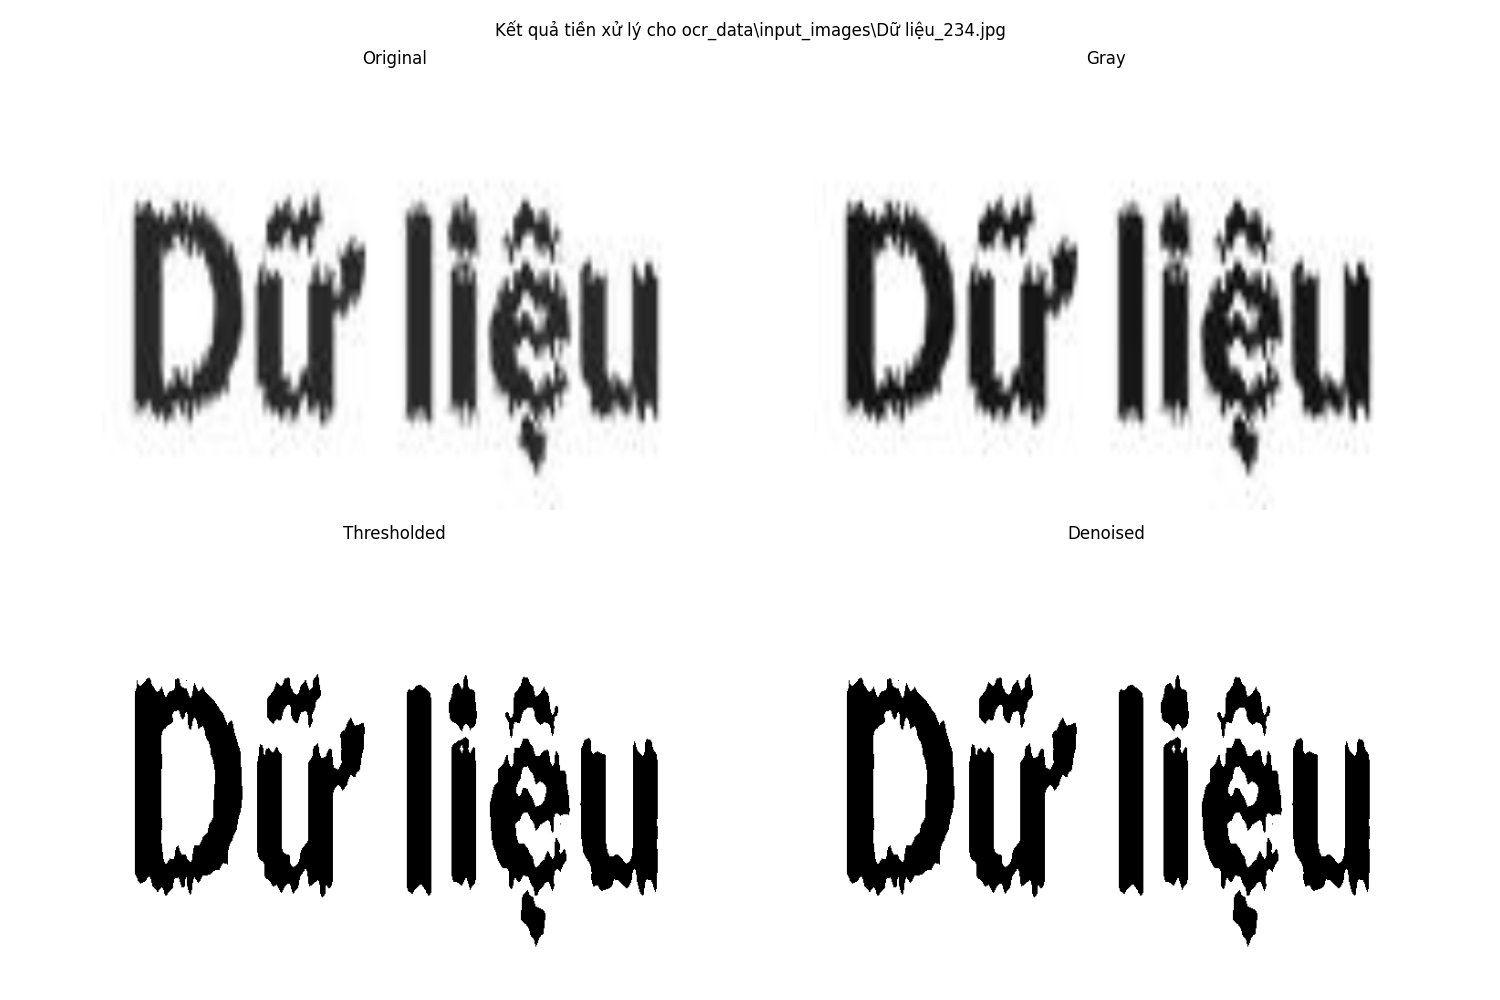 Kết quả tiền xử lý cho ocr_data\input_images\Dữ liệu_234.jpg
Original
Gray
Dữ liệu
Dữ liệu
Thresholded
Denoised
Dữ liệu
Dữ liệu